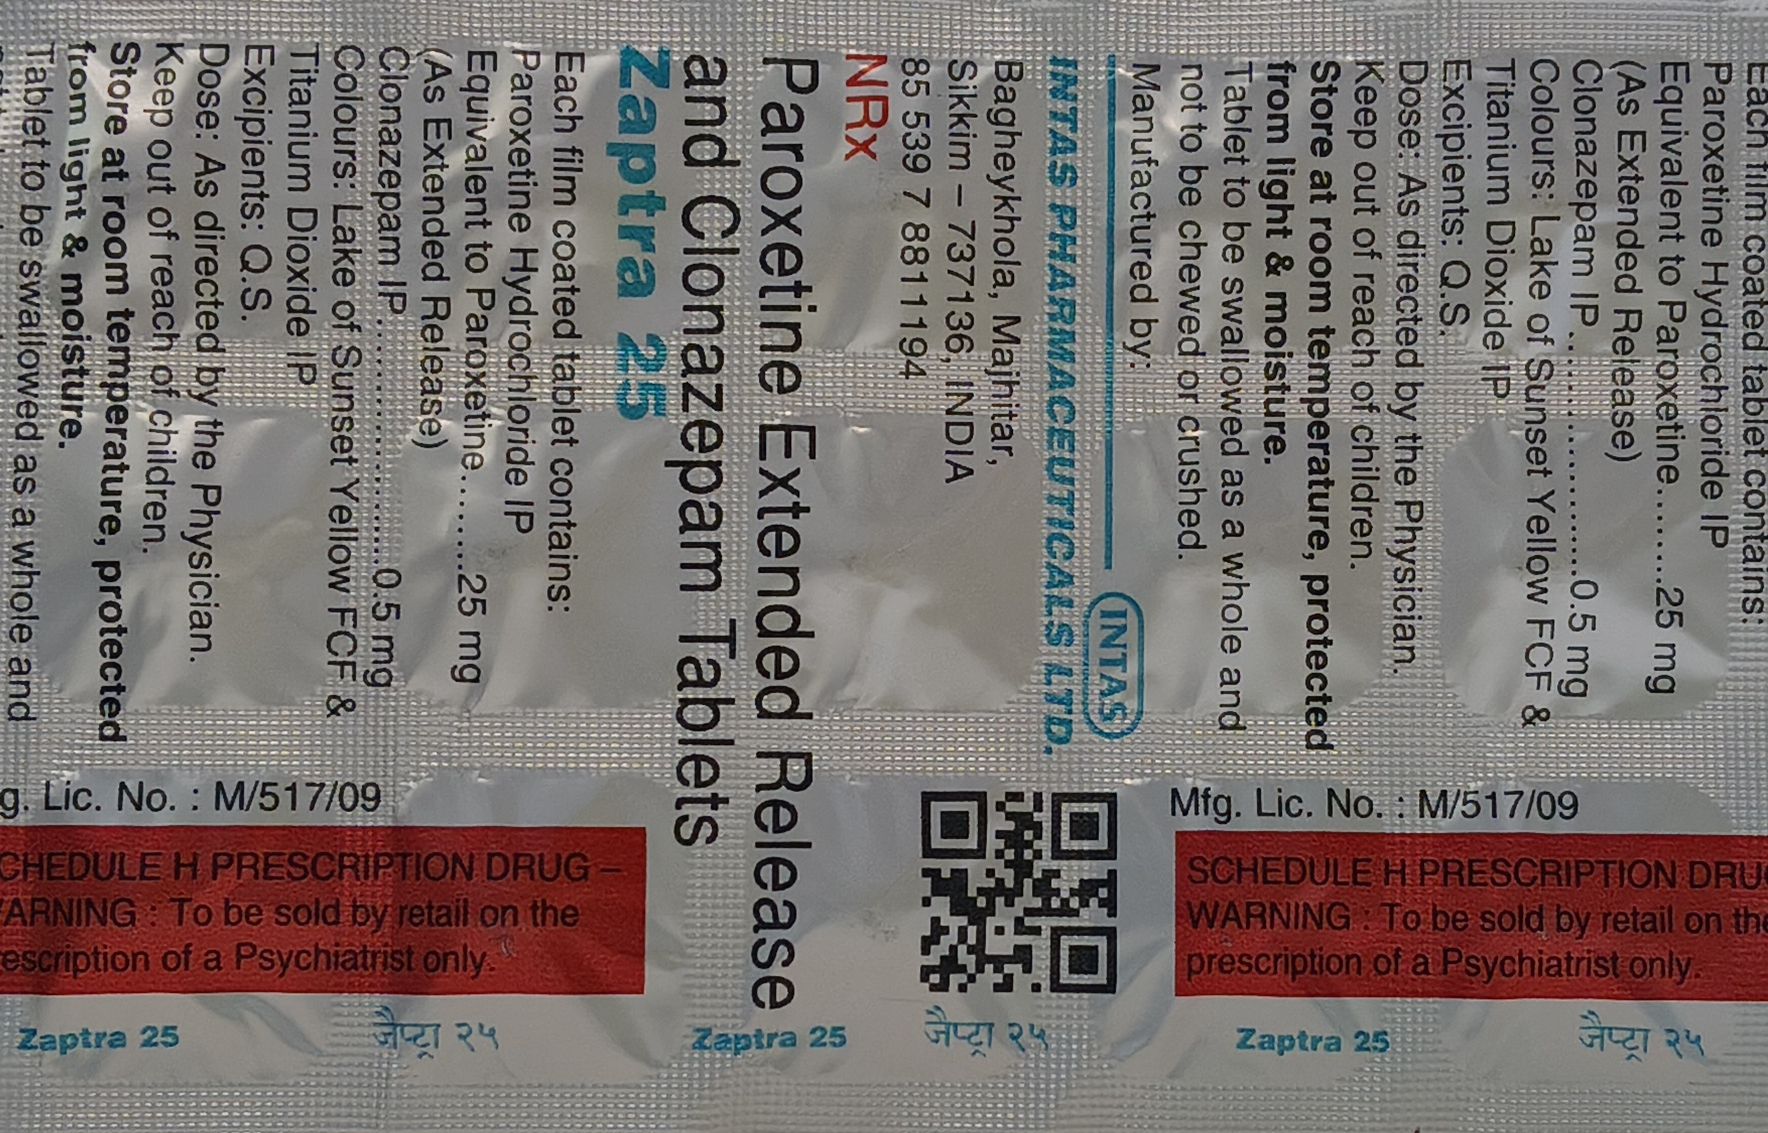 Each film coated tablet contains:
Paroxetine Hydrochloride IP
Equivalent to Paroxetine.......25 mg
(As Extended Release)
Clonazepam IP.......................0.5 mg
Colours: Lake of Sunset Yellow FCF &
Titanium Dioxide IP
Excipients: Q.S.
Dose: As directed by the Physician.
Keep out of reach of children.
Store at room temperature, protected
from light & moisture.
Tablet to be swallowed as a whole and
not to be chewed or crushed.
Manufactured by:
INTAS
INTAS PHARMACEUTICALS LTD.
Bagheykhola, Majhitar,
Sikkim – 737136, INDIA
85 539 7 8811194
NRx
Paroxetine Extended Release
and Clonazepam Tablets
Zaptra 25
Each film coated tablet contains:
Paroxetine Hydrochloride IP
Equivalent to Paroxetine.......25 mg
(As Extended Release)
Clonazepam IP.......................0.5 mg
Colours: Lake of Sunset Yellow FCF &
Titanium Dioxide IP
Excipients: Q.S.
Dose: As directed by the Physician.
Keep out of reach of children.
Store at room temperature, protected
from light & moisture.
Tablet to be swallowed as a whole and
g. Lic. No. : M/517/09
CHEDULE H PRESCRIPTION DRUG –
ARNING : To be sold by retail on the
escription of a Psychiatrist only.
Mfg. Lic. No. : M/517/09
SCHEDULE H PRESCRIPTION DRU
WARNING : To be sold by retail on the
prescription of a Psychiatrist only.
Zaptra 25 जैप्ट्रा २५ Zaptra 25 जैप्ट्रा २५ Zaptra 25 जैप्ट्रा २५